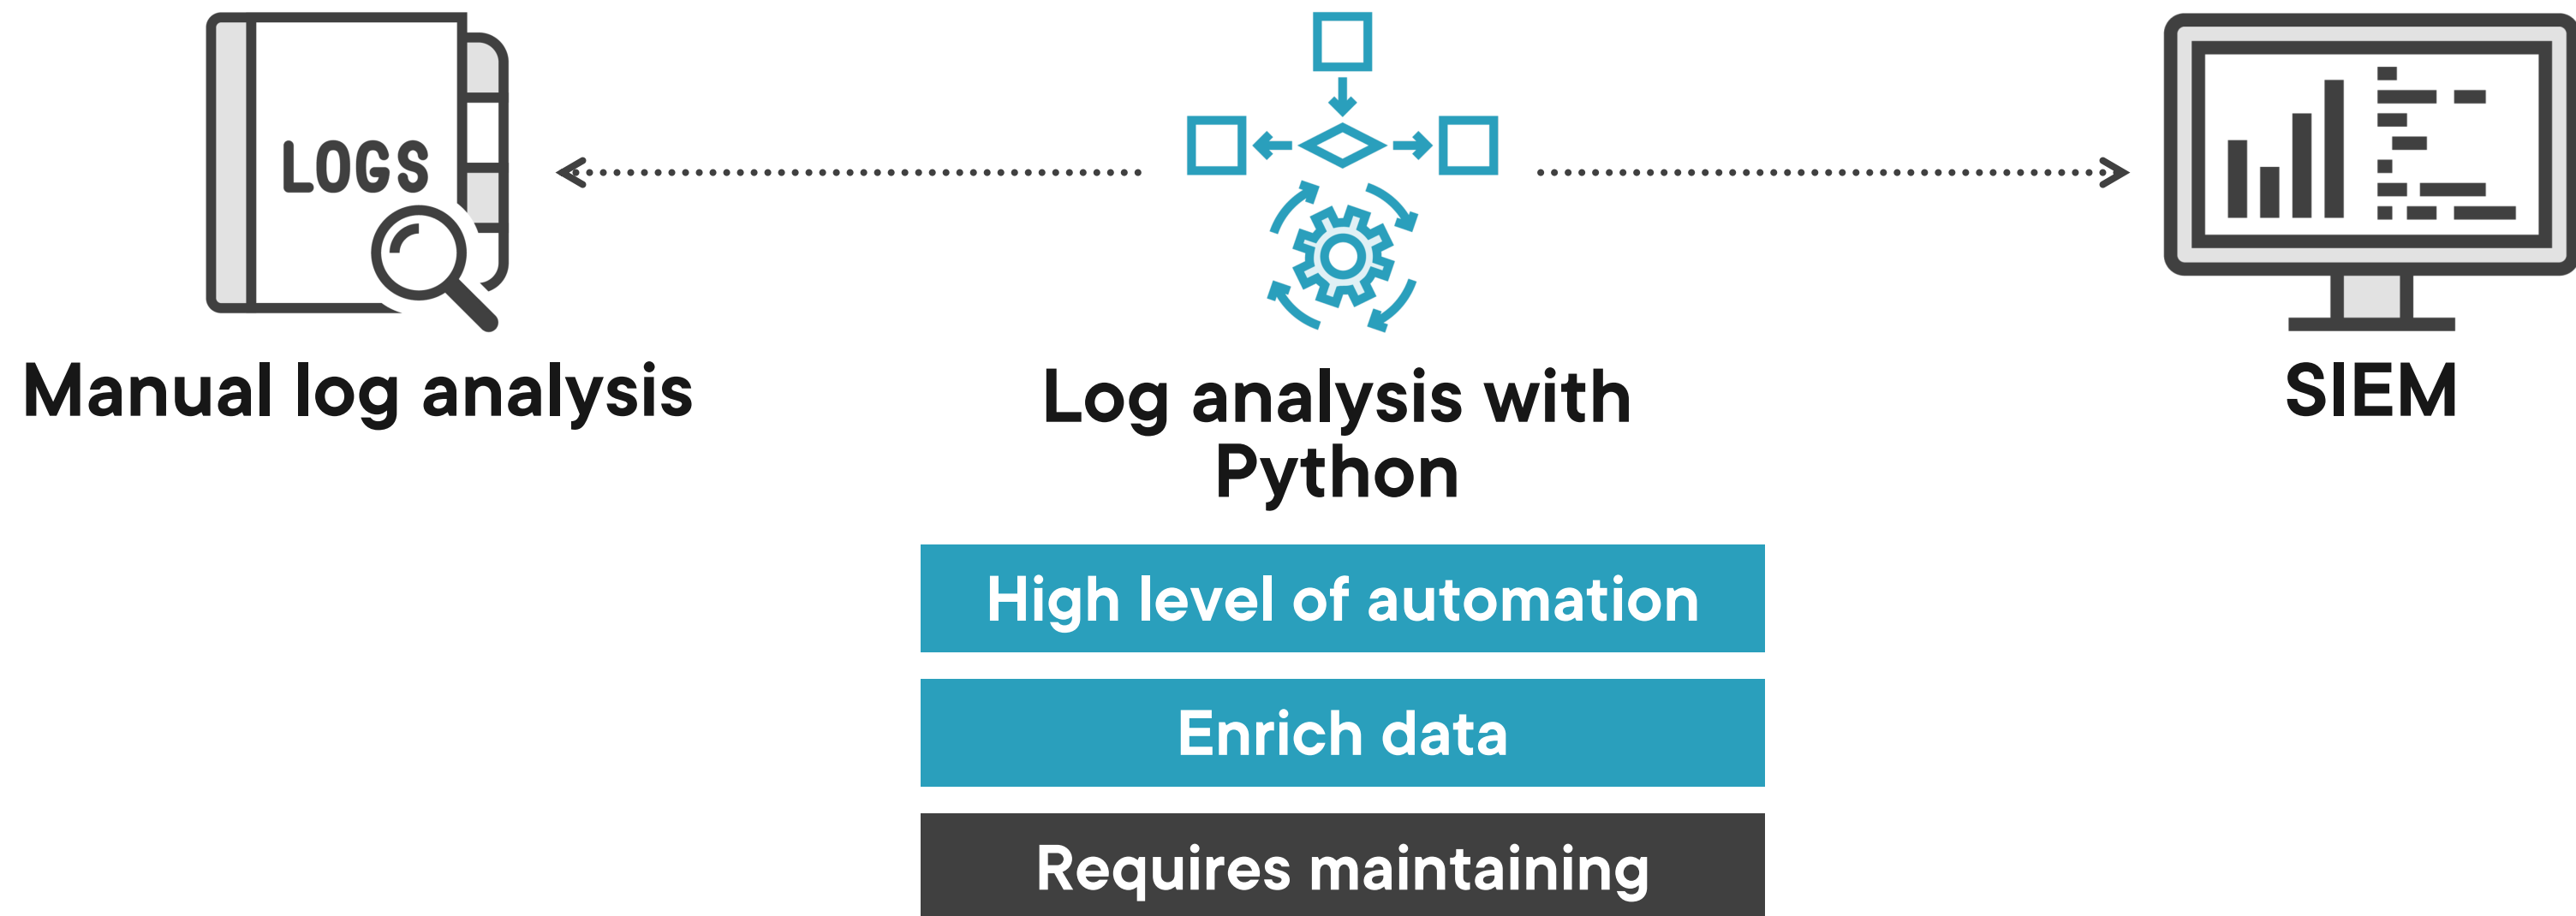 LOGS
Manual log analysis
Log analysis with
Python
SIEM
High level of automation
Enrich data
Requires maintaining